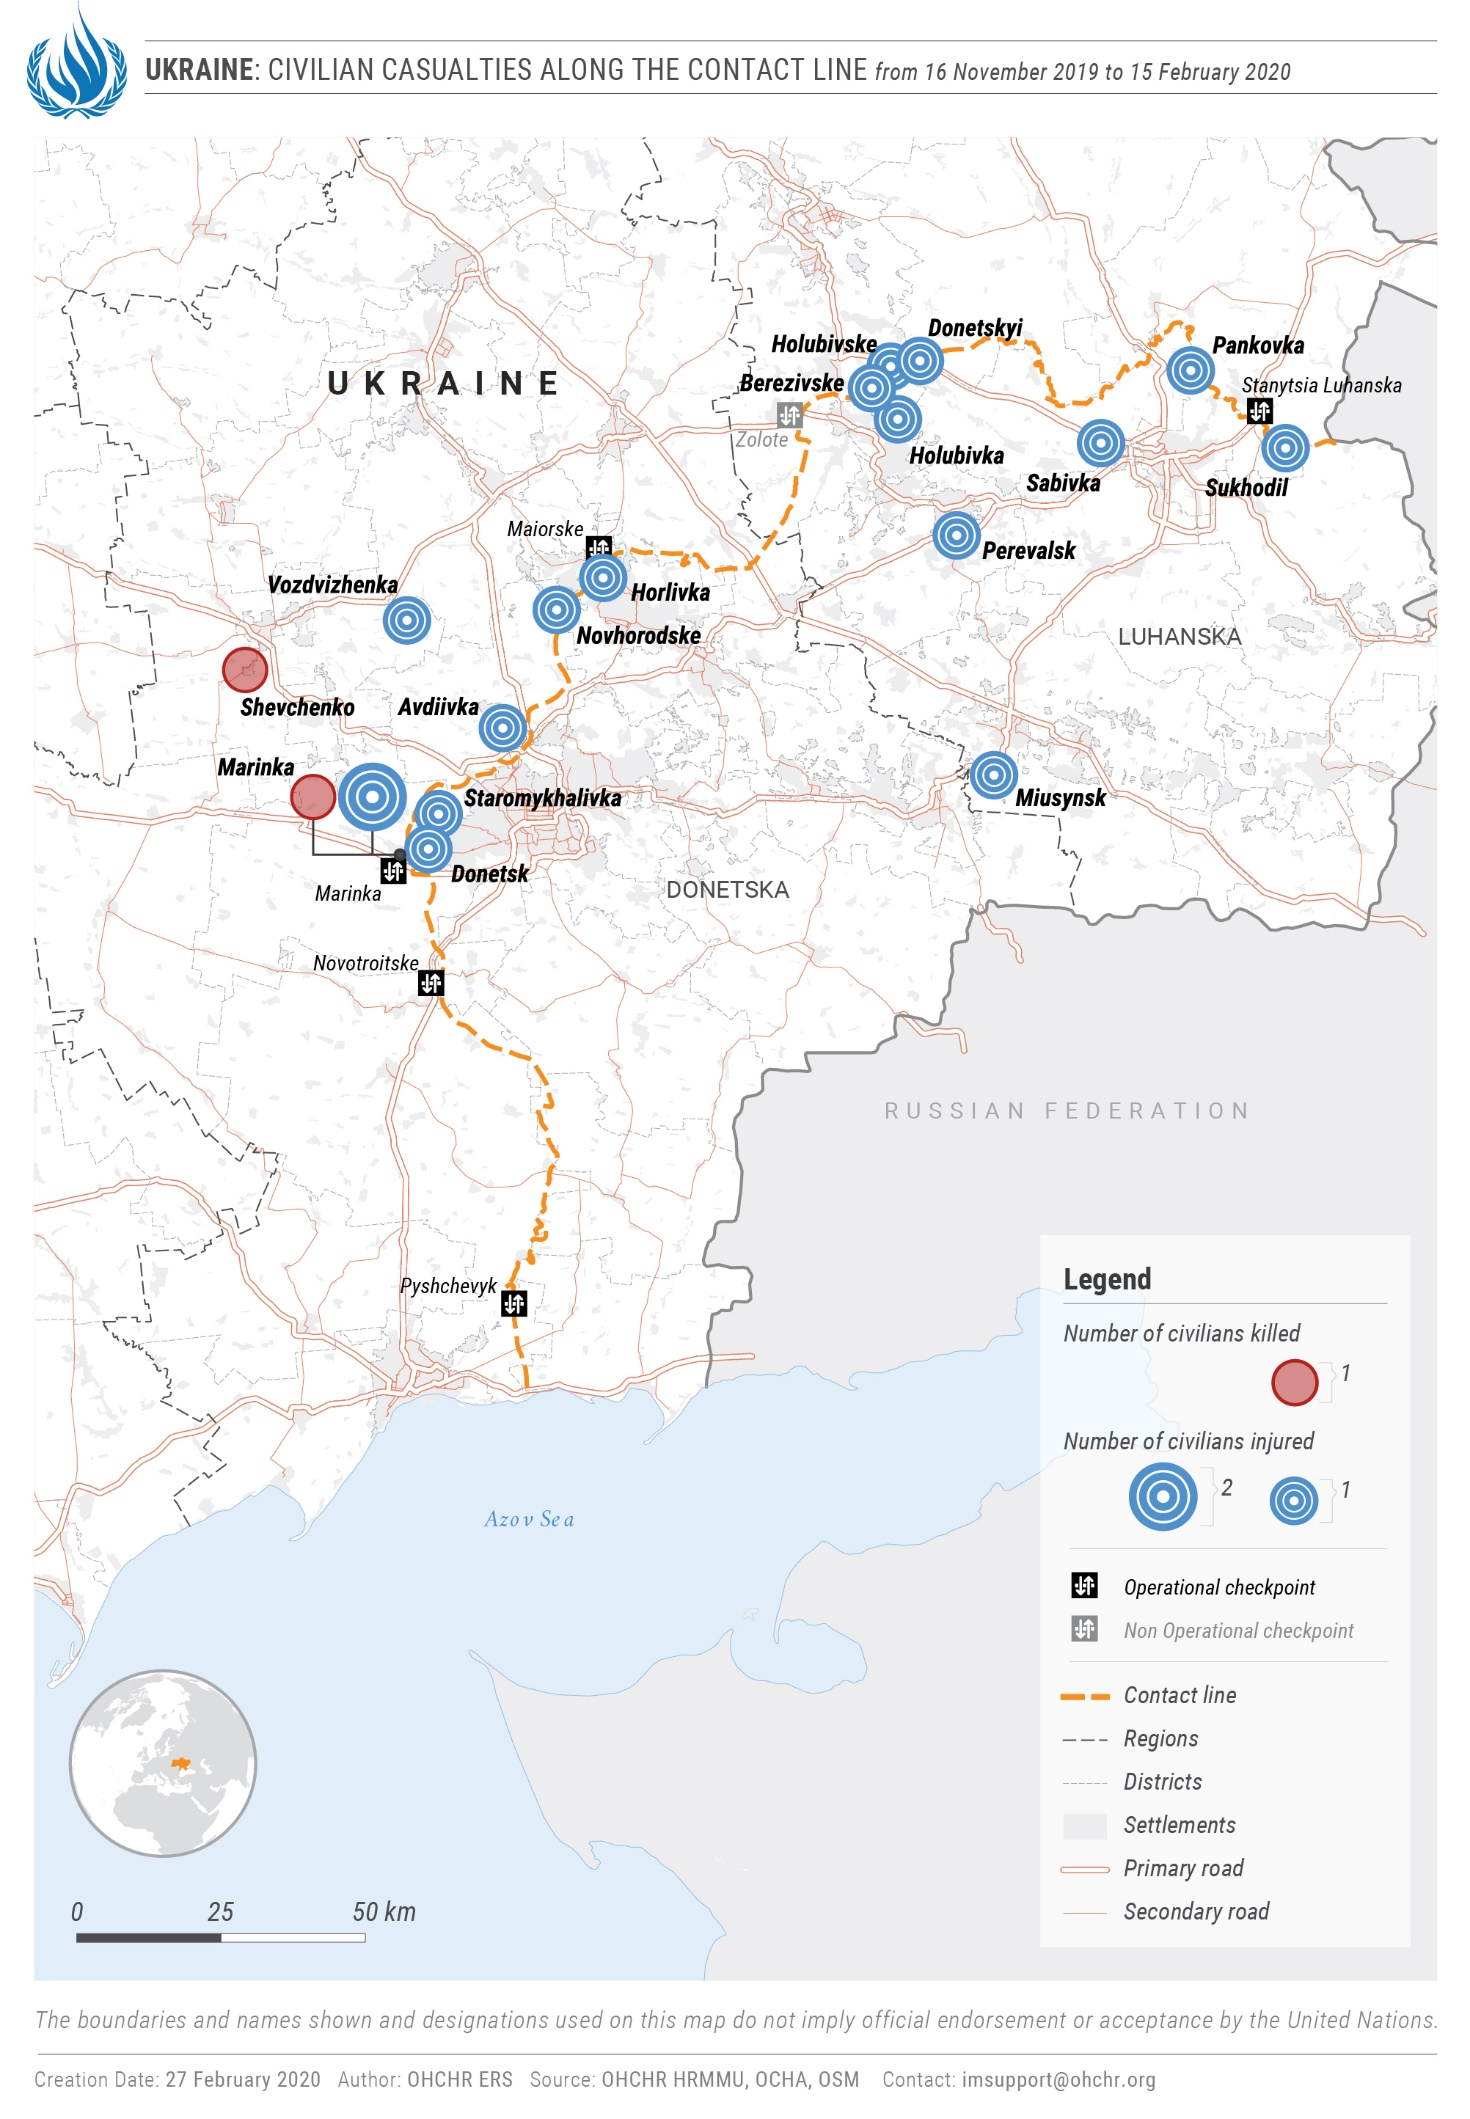 UKRAINE: CIVILIAN CASUALTIES ALONG THE CONTACT LINE from 16 November 2019 to 15 February 2020
Donetskyi
Holubivske
Pankovka
UKRAINE
Berezivske
Stanytsia Luhanska
Zolote
Holubivka
Sabivka
Sukhodil
Maiorske
Perevalsk
Vozdvizhenka
Horlivka
Novhorodske
LUHANSKA
Shevchenko
Avdiivka
Marinka
Staromykhalivka
Miusynsk
Donetsk
Marinka
DONETSKA
Novotroitske
RUSSIAN FEDERATION
Pyshchevyk
Azov Sea
Legend
Number of civilians killed
1
Number of civilians injured
2
1
Operational checkpoint
Non Operational checkpoint
Contact line
Regions
Districts
Settlements
Primary road
Secondary road
0 25 50 km
The boundaries and names shown and designations used on this map do not imply official endorsement or acceptance by the United Nations.
Creation Date: 27 February 2020 Author: OHCHR ERS Source: OHCHR HRMMU, OCHA, OSM Contact: imsupport@ohchr.org